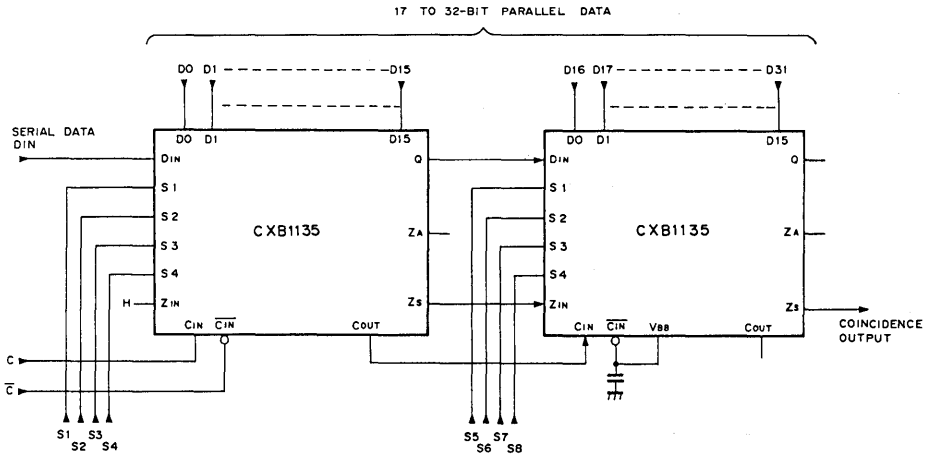 17 TO 32-BIT PARALLEL DATA
D0 D1 D15 D16 D17 D31
SERIAL DATA
DIN
D0 D1 D15
D0 D1 D15
DIN Q DIN Q
S1 S1
S2 S2
CXB1135 ZA CXB1135 ZA
S3 S3
S4 S4
H ZIN ZS ZIN ZS
CIN C̅I̅N̅ COUT CIN C̅I̅N̅ VBB COUT
COINCIDENCE
OUTPUT
C
C̅
S1 S3
S2 S4
S5 S7
S6 S8